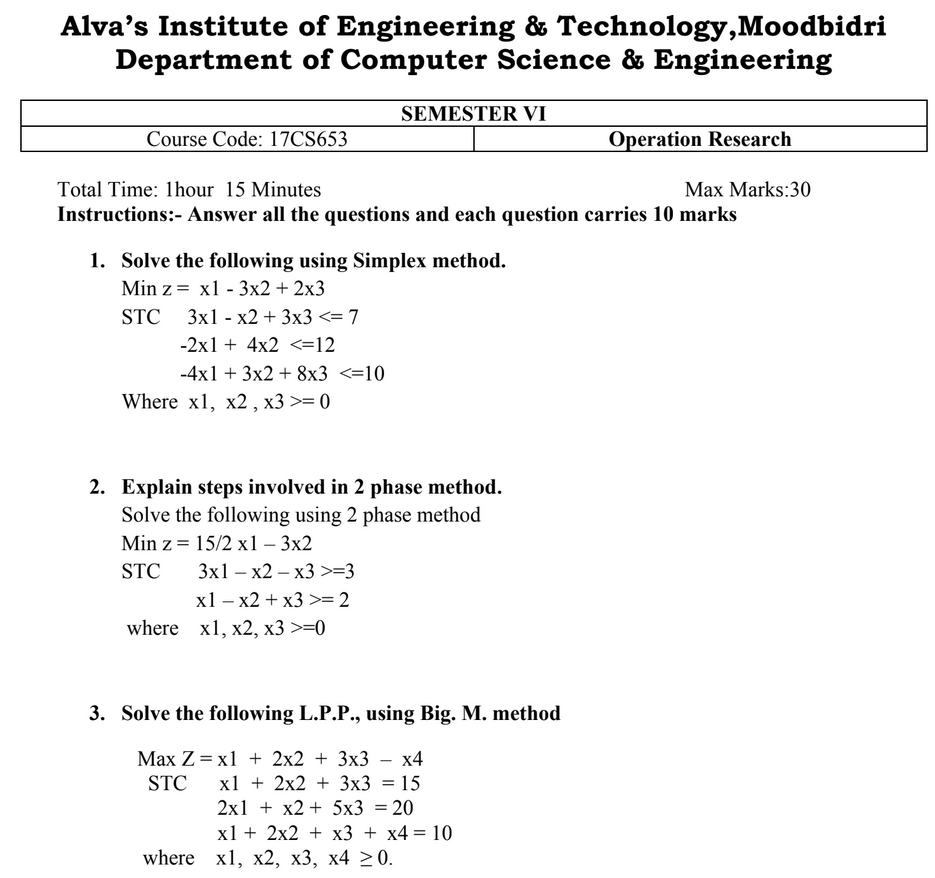 Alva’s Institute of Engineering & Technology,Moodbidri
Department of Computer Science & Engineering
SEMESTER VI
Course Code: 17CS653 Operation Research
Total Time: 1hour 15 Minutes Max Marks:30
Instructions:- Answer all the questions and each question carries 10 marks
1. Solve the following using Simplex method.
Min z = x1 - 3x2 + 2x3
STC 3x1 - x2 + 3x3 <= 7
-2x1 + 4x2 <=12
-4x1 + 3x2 + 8x3 <=10
Where x1, x2 , x3 >= 0
2. Explain steps involved in 2 phase method.
Solve the following using 2 phase method
Min z = 15/2 x1 – 3x2
STC 3x1 – x2 – x3 >=3
x1 – x2 + x3 >= 2
where x1, x2, x3 >=0
3. Solve the following L.P.P., using Big. M. method
Max Z = x1 + 2x2 + 3x3 – x4
STC x1 + 2x2 + 3x3 = 15
2x1 + x2 + 5x3 = 20
x1 + 2x2 + x3 + x4 = 10
where x1, x2, x3, x4 ≥ 0.